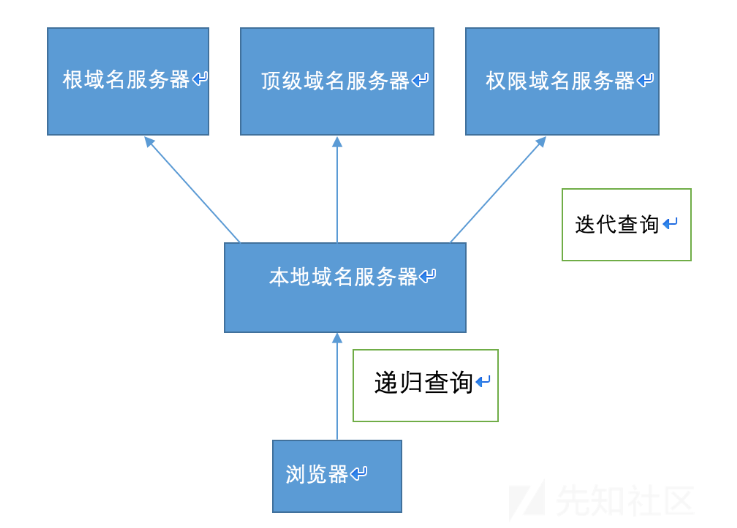 根域名服务器
顶级域名服务器
权限域名服务器
迭代查询
本地域名服务器
递归查询
浏览器
先知社区